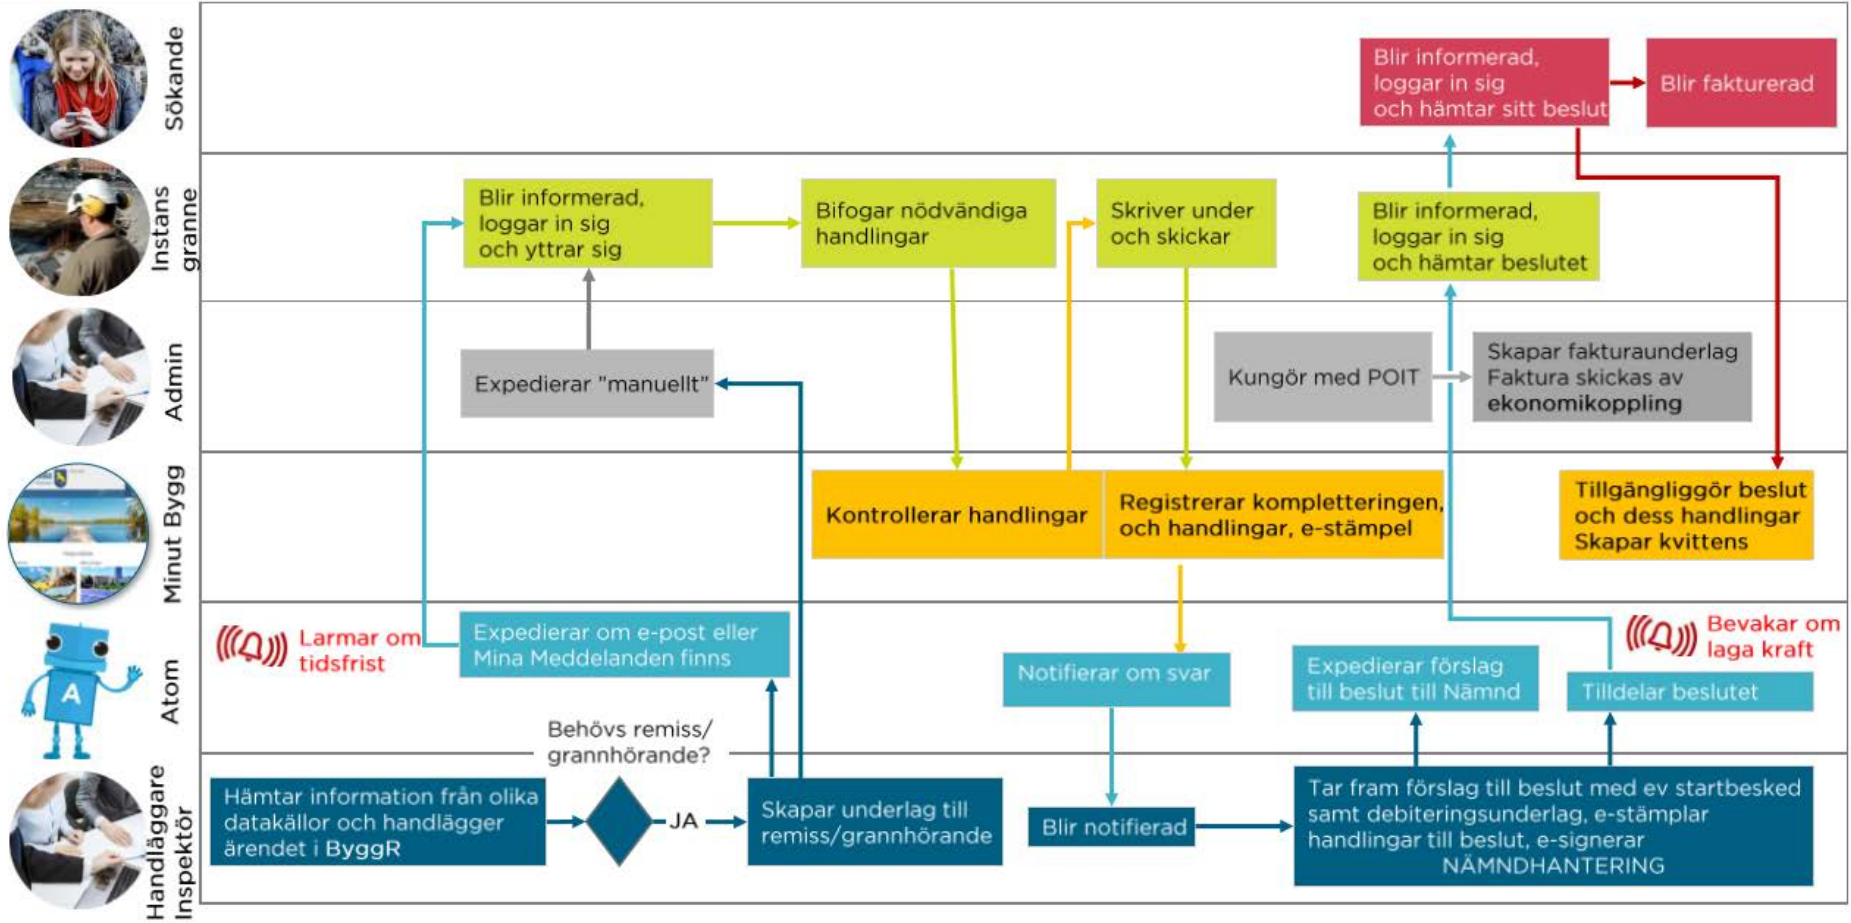 Sökande
Blir informerad,
loggar in sig
och hämtar sitt beslut
Blir fakturerad
Instans
granne
Blir informerad,
loggar in sig
och yttrar sig
Bifogar nödvändiga
handlingar
Skriver under
och skickar
Blir informerad,
loggar in sig
och hämtar beslutet
Admin
Expedierar ”manuellt”
Kungör med POIT
Skapar fakturaunderlag
Faktura skickas av
ekonomikoppling
Minut Bygg
Kontrollerar handlingar
Registrerar kompletteringen,
och handlingar, e-stämpel
Tillgängliggör beslut
och dess handlingar
Skapar kvittens
Atom
A
Larmar om
tidsfrist
Expedierar om e-post eller
Mina Meddelanden finns
Notifierar om svar
Expedierar förslag
till beslut till Nämnd
Tilldelar beslutet
Bevakar om
laga kraft
Handläggare
Inspektör
Hämtar information från olika
datakällor och handlägger
ärendet i ByggR
Behövs remiss/
grannhörande?
JA
Skapar underlag till
remiss/grannhörande
Blir notifierad
Tar fram förslag till beslut med ev startbesked
samt debiteringsunderlag, e-stämplar
handlingar till beslut, e-signerar
NÄMNDHANTERING